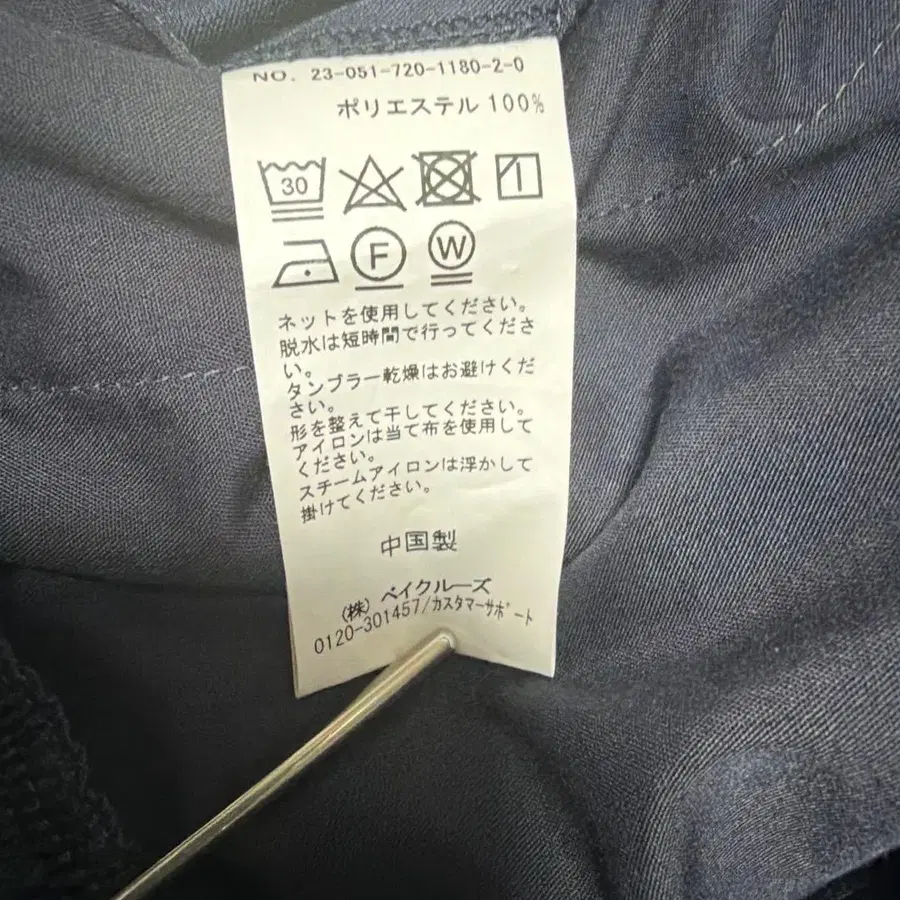 NO. 23-051-720-1180-2-0
ポリエステル 100%
30
F W
ネットを使用してください。
脱水は短時間で行ってくださ
い。
タンブラー乾燥はお避けくだ
さい。
形を整えて干してください。
アイロンは当て布を使用して
ください。
スチームアイロンは浮かして
掛けてください。
中国製
(株) ベイクルーズ
0120-301457/カスタマーサポート